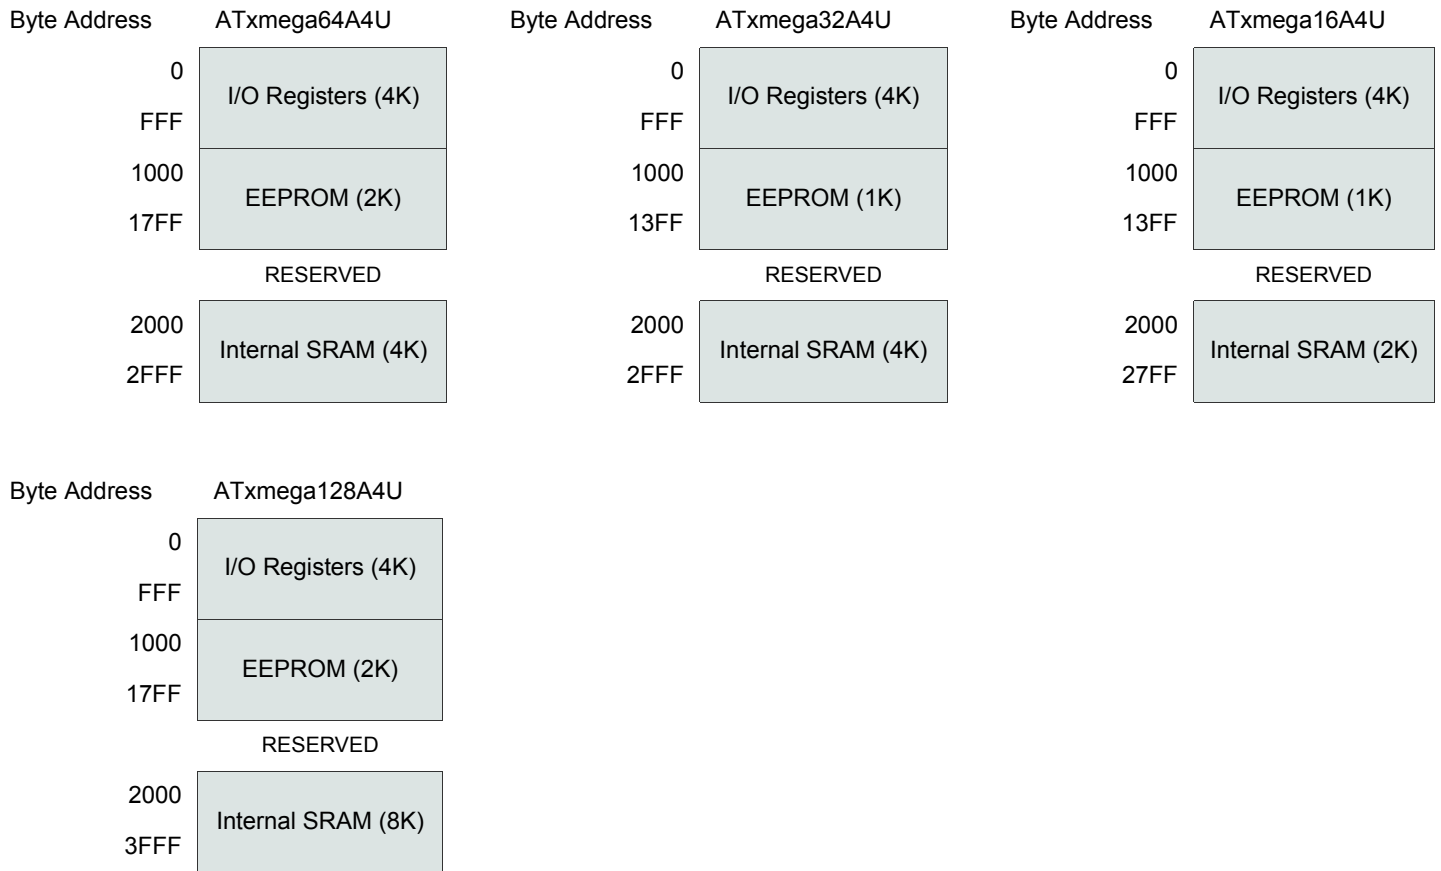 Byte Address ATxmega64A4U
0
I/O Registers (4K)
FFF
1000
EEPROM (2K)
17FF
RESERVED
2000
Internal SRAM (4K)
2FFF
Byte Address ATxmega32A4U
0
I/O Registers (4K)
FFF
1000
EEPROM (1K)
13FF
RESERVED
2000
Internal SRAM (4K)
2FFF
Byte Address ATxmega16A4U
0
I/O Registers (4K)
FFF
1000
EEPROM (1K)
13FF
RESERVED
2000
Internal SRAM (2K)
27FF
Byte Address ATxmega128A4U
0
I/O Registers (4K)
FFF
1000
EEPROM (2K)
17FF
RESERVED
2000
Internal SRAM (8K)
3FFF